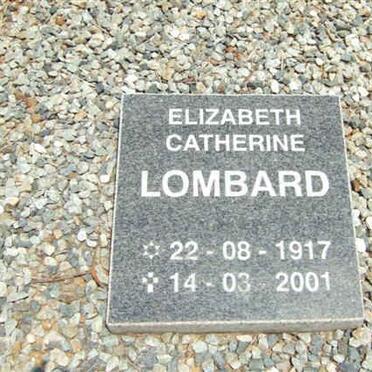 ELIZABETH
CATHERINE
LOMBARD
✡ 22 - 08 - 1917
✝ 14 - 03 - 2001